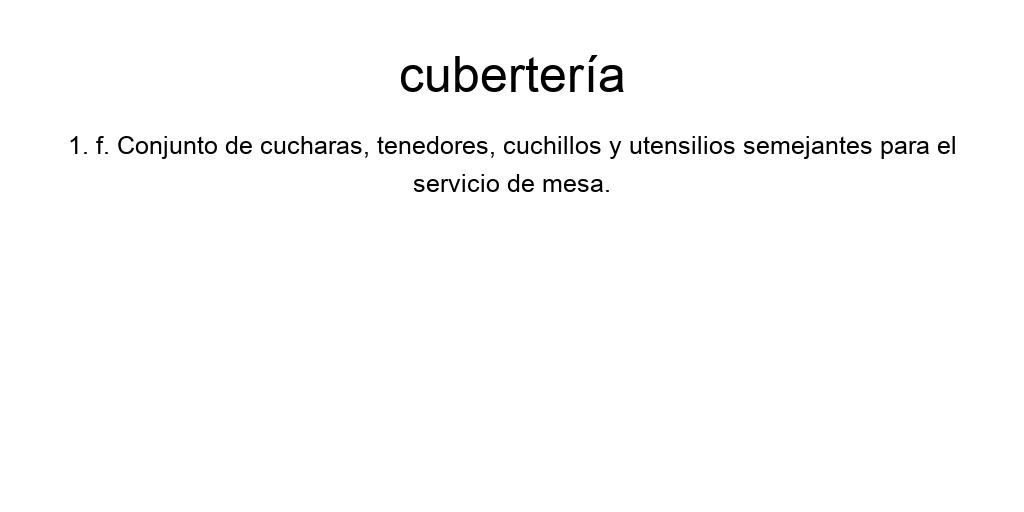 cubertería
1. f. Conjunto de cucharas, tenedores, cuchillos y utensilios semejantes para el
servicio de mesa.